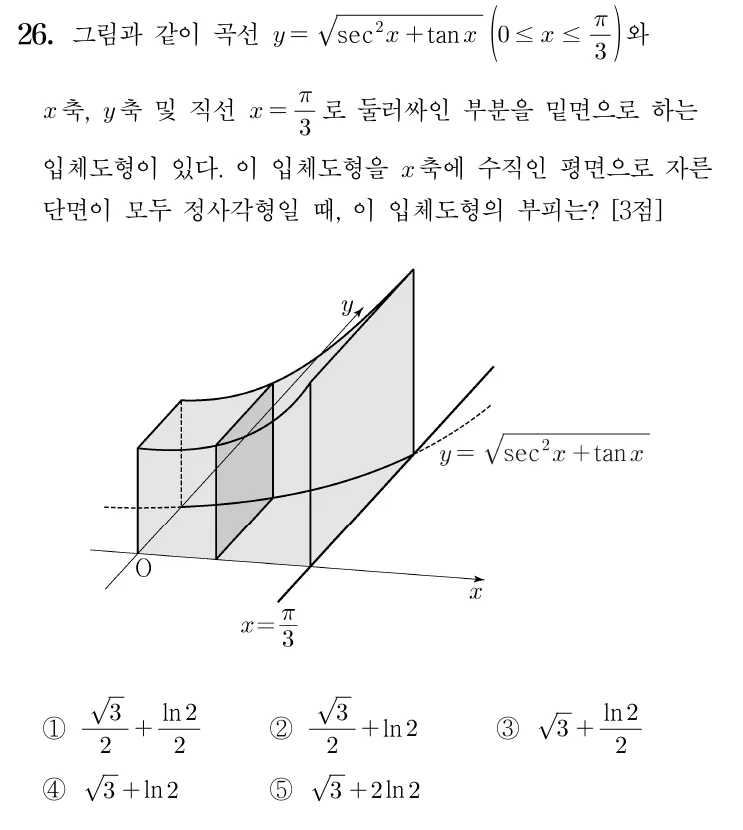 26. 그림과 같이 곡선 y = √(sec²x + tan x) (0 ≤ x ≤ π/3)와
x축, y축 및 직선 x = π/3 로 둘러싸인 부분을 밑면으로 하는
입체도형이 있다. 이 입체도형을 x축에 수직인 평면으로 자른
단면이 모두 정사각형일 때, 이 입체도형의 부피는? [3점]
y
y = √(sec²x + tan x)
O
x
x = π/3
① √3/2 + ln2/2 ② √3/2 + ln2 ③ √3 + ln2/2
④ √3 + ln2 ⑤ √3 + 2ln2